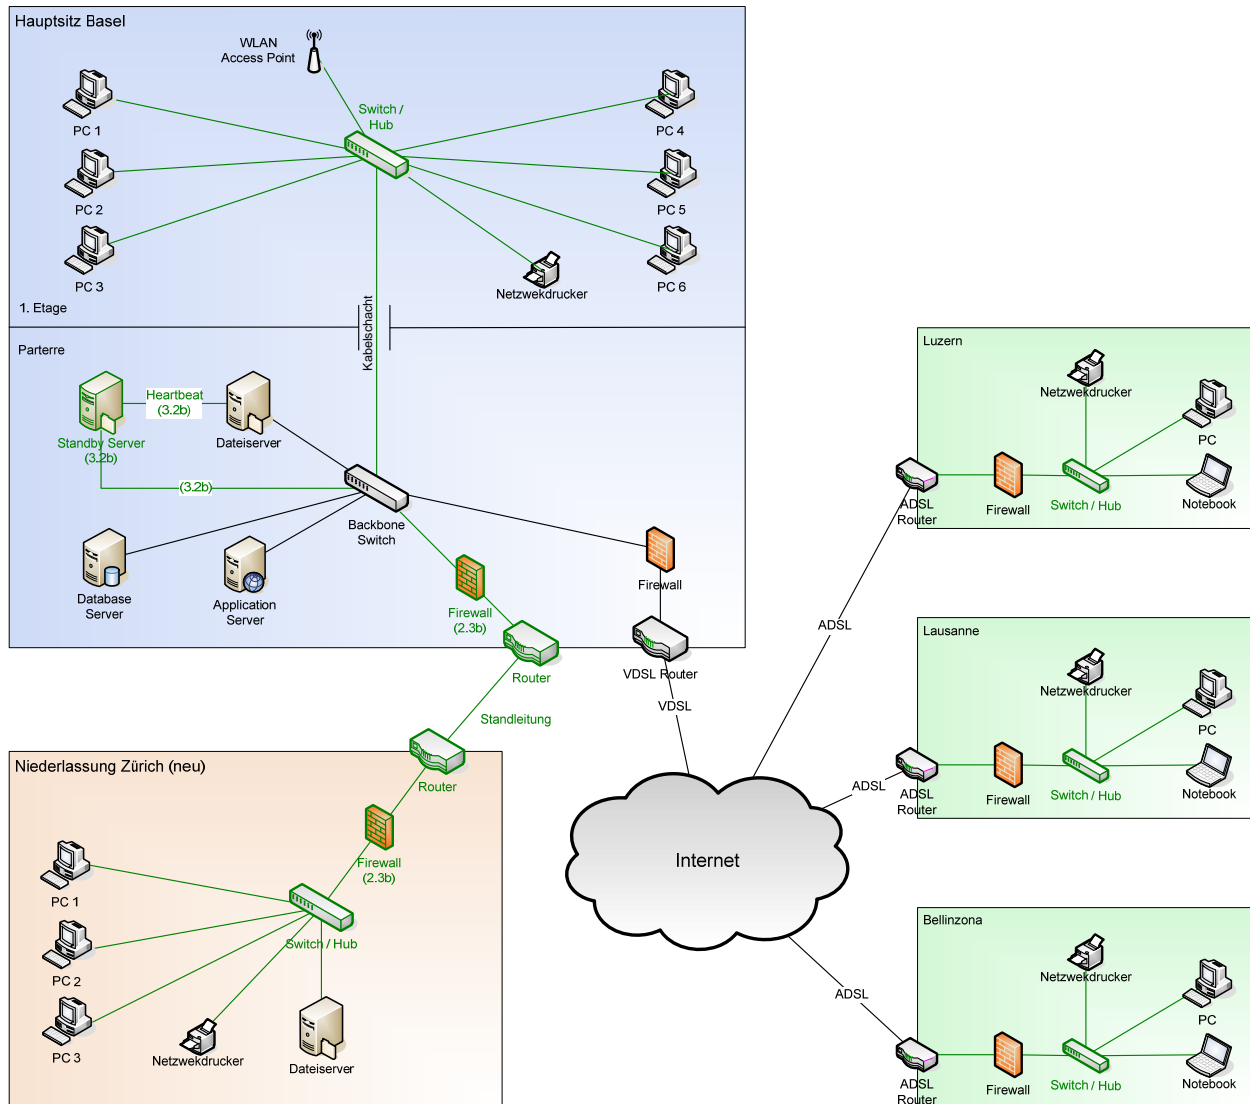 Hauptsitz Basel
WLAN
Access Point
Switch /
Hub
PC 1
PC 4
PC 2
PC 5
PC 3
PC 6
Netzwekdrucker
1. Etage
Kabelschacht
Parterre
Heartbeat
(3.2b)
Standby Server
(3.2b)
Dateiserver
(3.2b)
Backbone
Switch
Database
Server
Application
Server
Firewall
(2.3b)
Firewall
Router
VDSL Router
VDSL
Standleitung
Niederlassung Zürich (neu)
Router
Firewall
(2.3b)
PC 1
Switch / Hub
PC 2
PC 3
Netzwekdrucker
Dateiserver
Internet
ADSL
ADSL
ADSL
Luzern
Netzwekdrucker
PC
ADSL
Router
Firewall
Switch / Hub
Notebook
Lausanne
Netzwekdrucker
PC
ADSL
Router
Firewall
Switch / Hub
Notebook
Bellinzona
Netzwekdrucker
PC
ADSL
Router
Firewall
Switch / Hub
Notebook